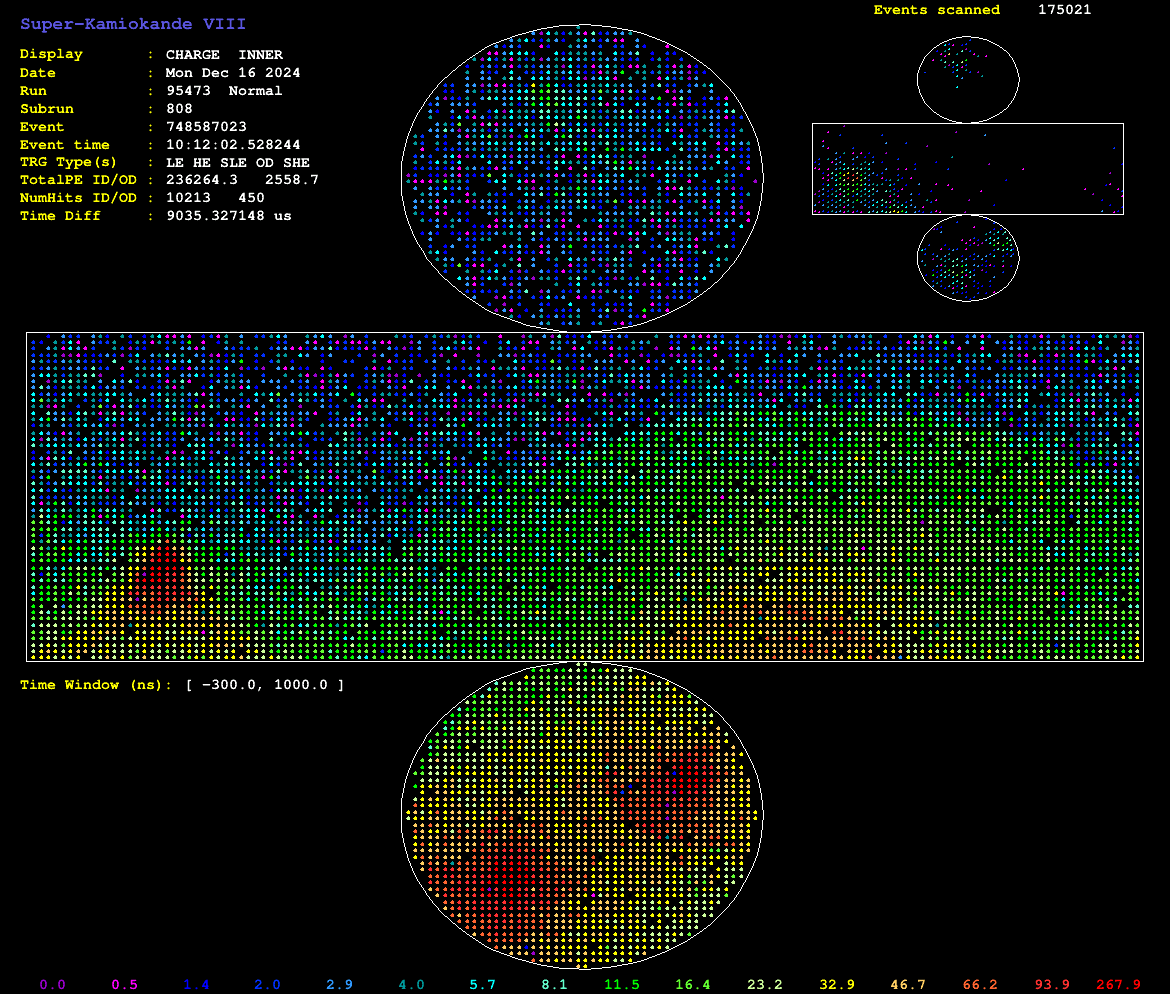 Super-Kamiokande VIII
Events scanned 175021
Display : CHARGE INNER
Date : Mon Dec 16 2024
Run : 95473 Normal
Subrun : 808
Event : 748587023
Event time : 10:12:02.528244
TRG Type(s) : LE HE SLE OD SHE
TotalPE ID/OD : 236264.3 2558.7
NumHits ID/OD : 10213 450
Time Diff : 9035.327148 us
Time Window (ns): [ −300.0, 1000.0 ]
0.0 0.5 1.4 2.0 2.9 4.0 5.7 8.1 11.5 16.4 23.2 32.9 46.7 66.2 93.9 267.9